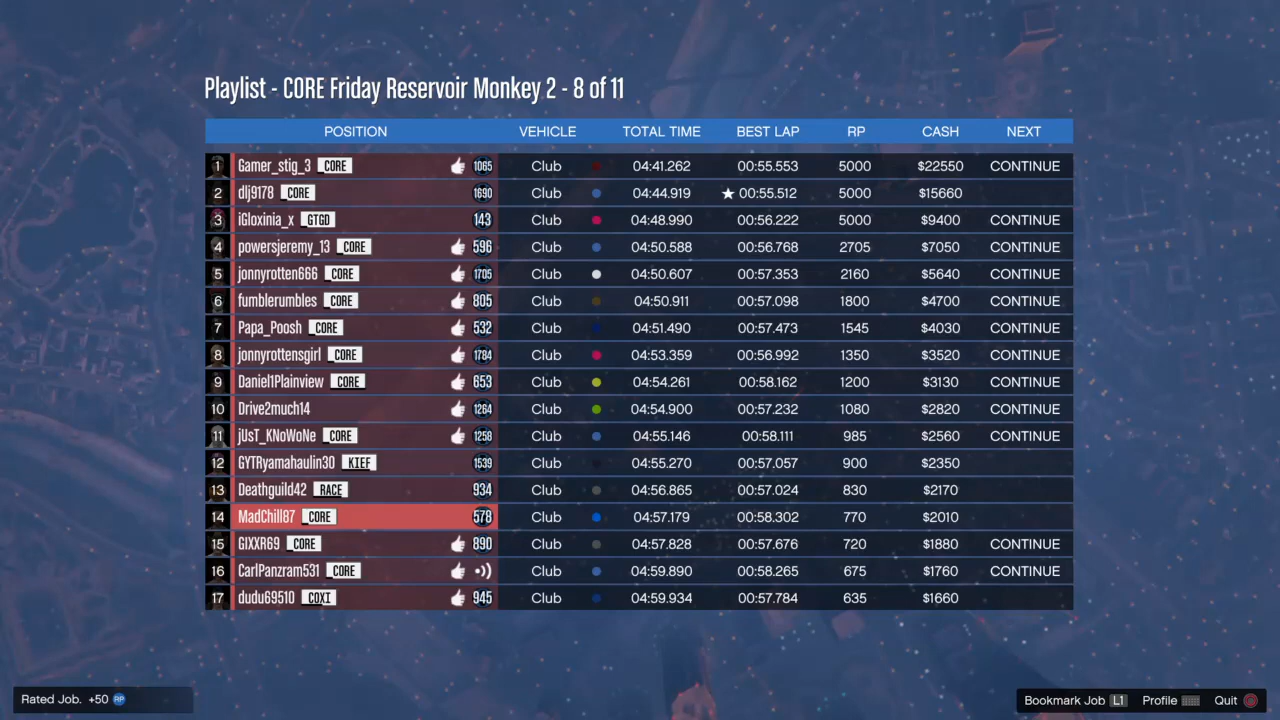 Playlist - CORE Friday Reservoir Monkey 2 - 8 of 11
POSITION VEHICLE TOTAL TIME BEST LAP RP CASH NEXT
1 Gamer_stig_3 CORE 1065 Club 04:41.262 00:55.553 5000 $22550 CONTINUE
2 dlj9178 CORE 1690 Club 04:44.919 ★ 00:55.512 5000 $15660
3 iGloxinia_x GTGD 143 Club 04:48.990 00:56.222 5000 $9400 CONTINUE
4 powersjeremy_13 CORE 596 Club 04:50.588 00:56.768 2705 $7050 CONTINUE
5 jonnyrotten666 CORE 1705 Club 04:50.607 00:57.353 2160 $5640 CONTINUE
6 fumblerumbles CORE 805 Club 04:50.911 00:57.098 1800 $4700 CONTINUE
7 Papa_Poosh CORE 532 Club 04:51.490 00:57.473 1545 $4030 CONTINUE
8 jonnyrottensgirl CORE 1784 Club 04:53.359 00:56.992 1350 $3520 CONTINUE
9 Daniel1Plainview CORE 653 Club 04:54.261 00:58.162 1200 $3130 CONTINUE
10 Drive2much14 1264 Club 04:54.900 00:57.232 1080 $2820 CONTINUE
11 jUsT_KNoWoNe CORE 1258 Club 04:55.146 00:58.111 985 $2560 CONTINUE
12 GYTRyamahaulin30 KIEF 1539 Club 04:55.270 00:57.057 900 $2350
13 Deathguild42 RACE 934 Club 04:56.865 00:57.024 830 $2170
14 MadChill87 CORE 578 Club 04:57.179 00:58.302 770 $2010
15 GIXXR69 CORE 890 Club 04:57.828 00:57.676 720 $1880 CONTINUE
16 CarlPanzram531 CORE Club 04:59.890 00:58.265 675 $1760 CONTINUE
17 dudu69510 COXI 945 Club 04:59.934 00:57.784 635 $1660
Rated Job. +50 RP
Bookmark Job L1 Profile Quit